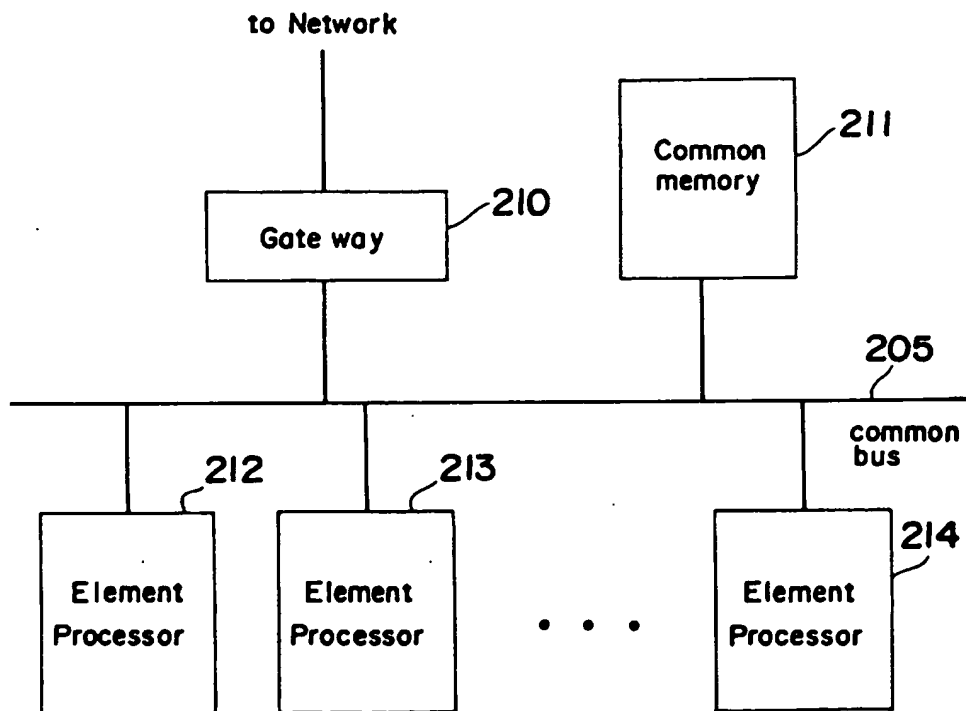 to Network
211
Common
memory
210
Gate way
205
common
bus
212
213
214
Element
Processor
Element
Processor
Element
Processor